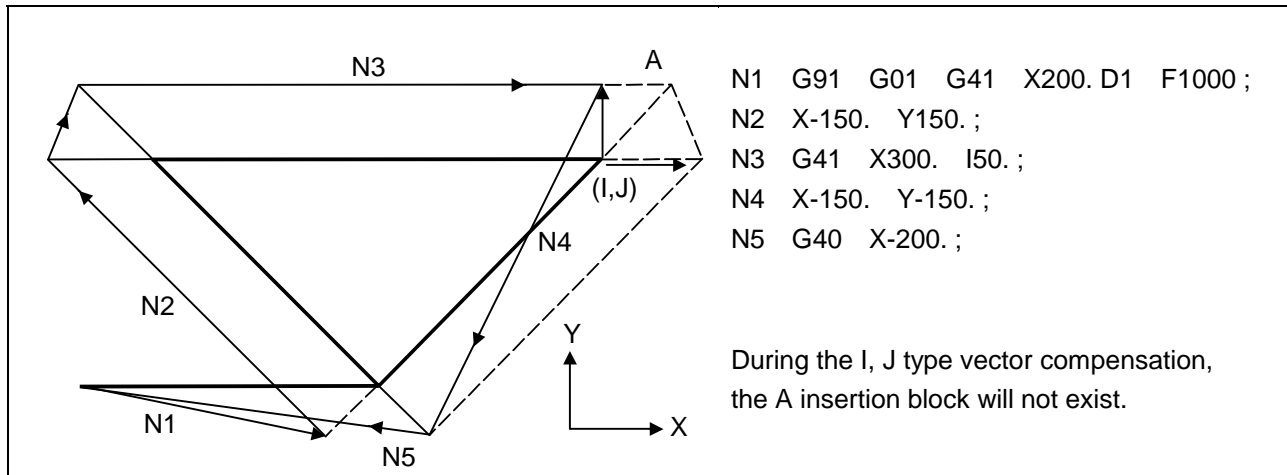 N3
A
(I,J)
N4
N2
N1
N5
Y
X
N1 G91 G01 G41 X200. D1 F1000 ;
N2 X-150. Y150. ;
N3 G41 X300. I50. ;
N4 X-150. Y-150. ;
N5 G40 X-200. ;
During the I, J type vector compensation,
the A insertion block will not exist.